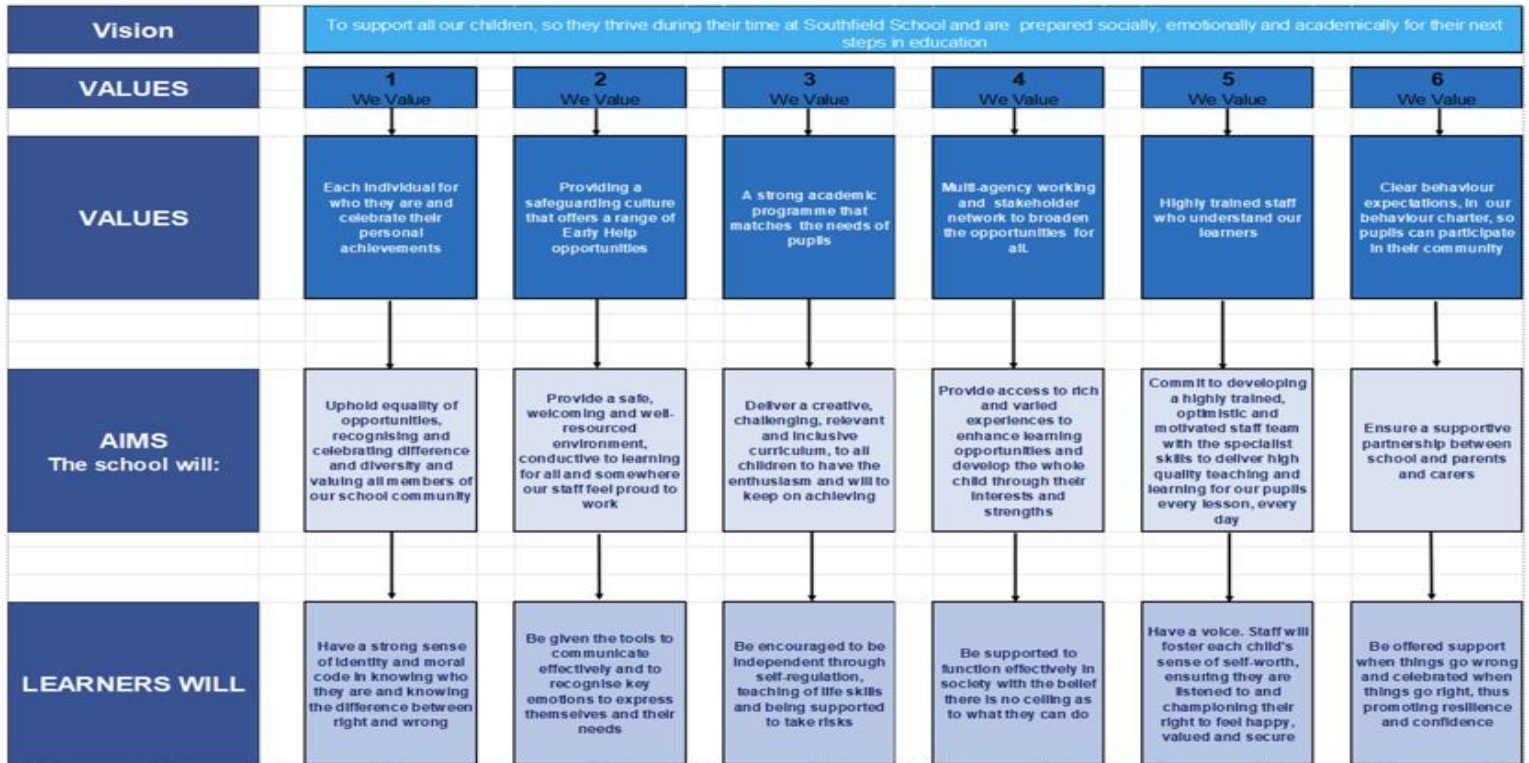 Vision
To support all our children, so they thrive during their time at Southfield School and are prepared socially, emotionally and academically for their next
steps in education
VALUES
1
We Value
2
We Value
3
We Value
4
We Value
5
We Value
6
We Value
VALUES
Each individual for
who they are and
celebrate their
personal
achievements
Providing a
safeguarding culture
that offers a range of
Early Help
opportunities
A strong academic
programme that
matches the needs of
pupils
Multi-agency working
and stakeholder
network to broaden
the opportunities for
all.
Highly trained staff
who understand our
learners
Clear behaviour
expectations, in our
behaviour charter, so
pupils can participate
in their community
AIMS
The school will:
Uphold equality of
opportunities,
recognising and
celebrating difference
and diversity and
valuing all members of
our school community
Provide a safe,
welcoming and well-
resourced
environment,
conductive to learning
for all and somewhere
our staff feel proud to
work
Deliver a creative,
challenging, relevant
and inclusive
curriculum, to all
children to have the
enthusiasm and will to
keep on achieving
Provide access to rich
and varied
experiences to
enhance learning
opportunities and
develop the whole
child through their
interests and
strengths
Commit to developing
a highly trained,
optimistic and
motivated staff team
with the specialist
skills to deliver high
quality teaching and
learning for our pupils
every lesson, every
day
Ensure a supportive
partnership between
school and parents
and carers
LEARNERS WILL
Have a strong sense
of identity and moral
code in knowing who
they are and knowing
the difference between
right and wrong
Be given the tools to
communicate
effectively and to
recognise key
emotions to express
themselves and their
needs
Be encouraged to be
independent through
self-regulation,
teaching of life skills
and being supported
to take risks
Be supported to
function effectively in
society with the belief
there is no ceiling as
to what they can do
Have a voice. Staff will
foster each child's
sense of self-worth,
ensuring they are
listened to and
championing their
right to feel happy,
valued and secure
Be offered support
when things go wrong
and celebrated when
things go right, thus
promoting resilience
and confidence